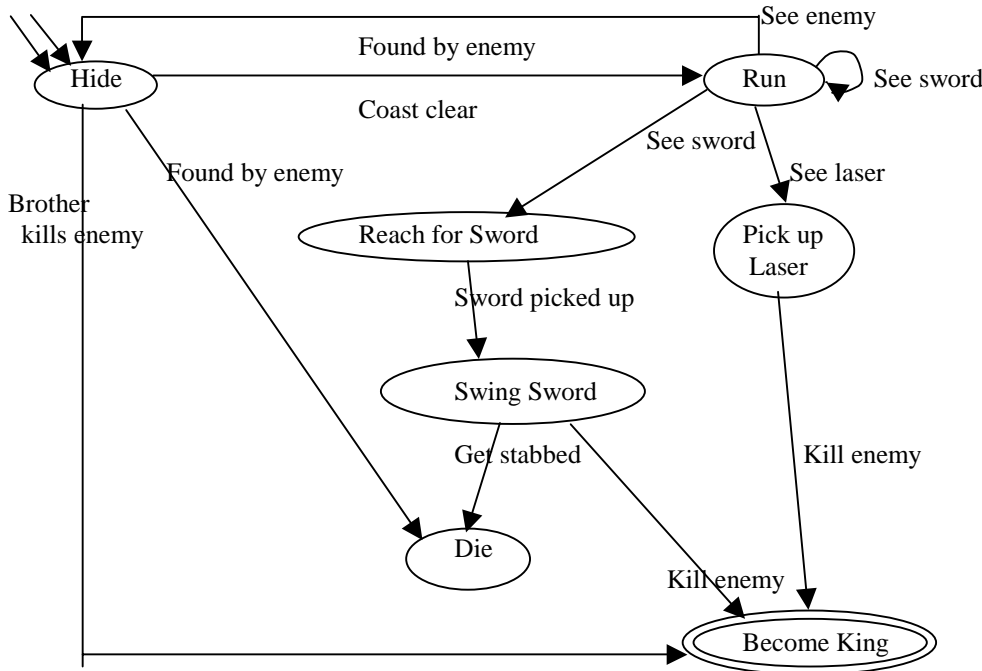 See enemy
Found by enemy
Hide
Run
See sword
Coast clear
See sword
Found by enemy
See laser
Brother
kills enemy
Reach for Sword
Pick up
Laser
Sword picked up
Swing Sword
Get stabbed
Kill enemy
Die
Kill enemy
Become King